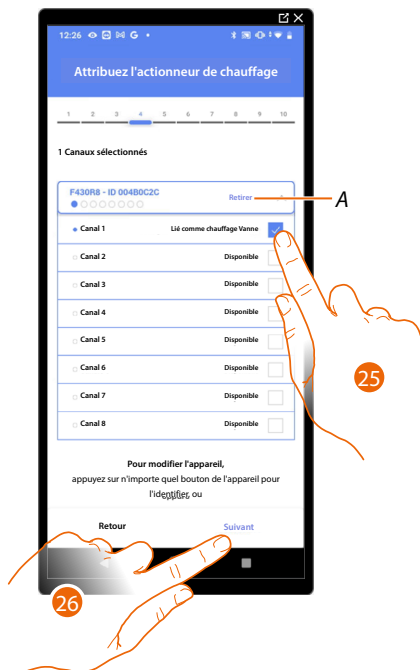 12:26 G
Attribuez l'actionneur de chauffage
1 2 3 4 5 6 7 8 9 10
1 Canaux sélectionnés
F430R8 - ID 004B0C2C
Retirer
A
Canal 1 Lié comme chauffage Vanne
Canal 2 Disponible
Canal 3 Disponible
Canal 4 Disponible
Canal 5 Disponible
Canal 6 Disponible
Canal 7 Disponible
Canal 8 Disponible
25
Pour modifier l'appareil,
appuyez sur n'importe quel bouton de l'appareil pour
l'identifier, ou
Retour Suivant
26